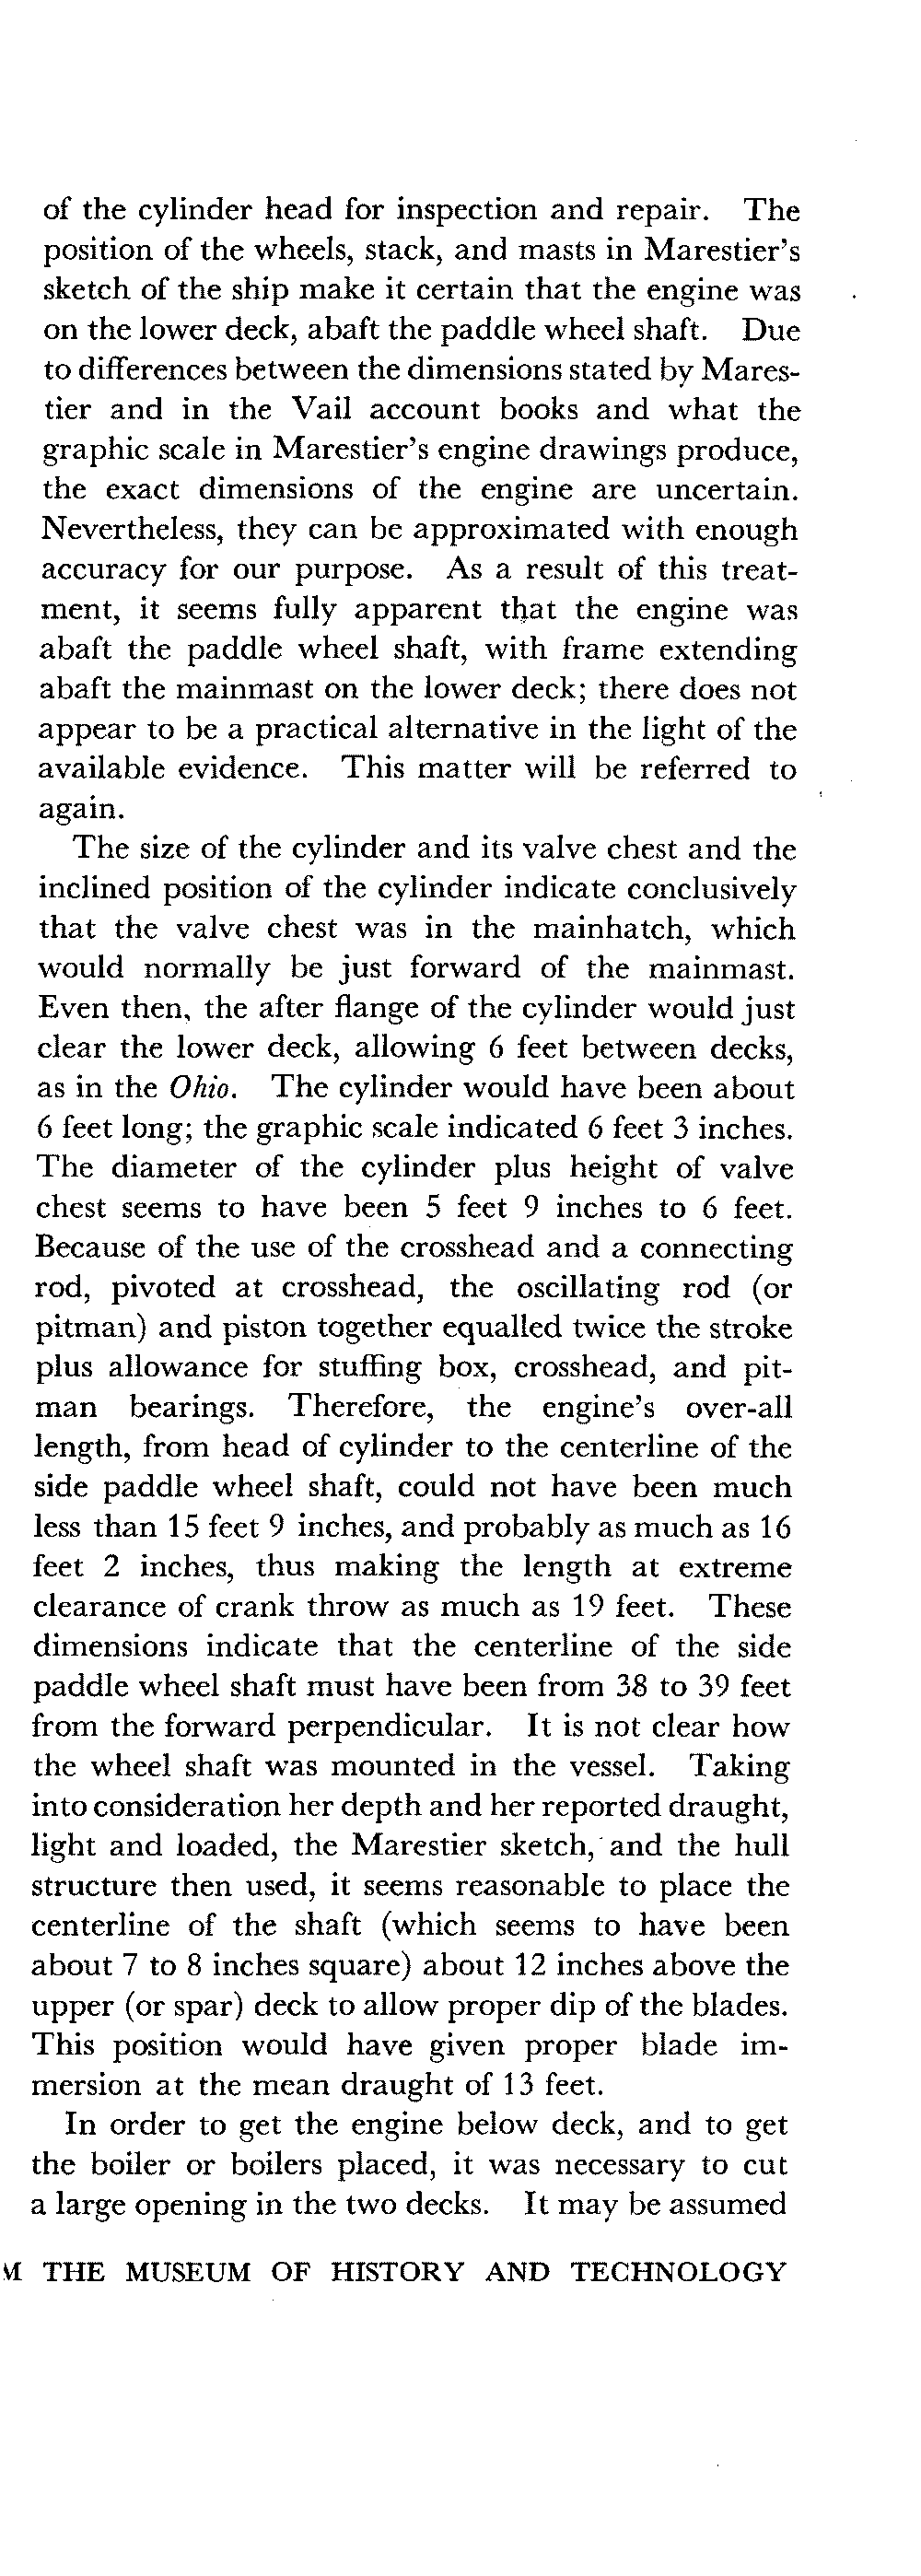 of the cylinder head for inspection and repair. The
position of the wheels, stack, and masts in Marestier's
sketch of the ship make it certain that the engine was
on the lower deck, abaft the paddle wheel shaft. Due
to differences between the dimensions stated by Mares-
tier and in the Vail account books and what the
graphic scale in Marestier's engine drawings produce,
the exact dimensions of the engine are uncertain.
Nevertheless, they can be approximated with enough
accuracy for our purpose. As a result of this treat-
ment, it seems fully apparent that the engine was
abaft the paddle wheel shaft, with frame extending
abaft the mainmast on the lower deck; there does not
appear to be a practical alternative in the light of the
available evidence. This matter will be referred to
again.
The size of the cylinder and its valve chest and the
inclined position of the cylinder indicate conclusively
that the valve chest was in the mainhatch, which
would normally be just forward of the mainmast.
Even then, the after flange of the cylinder would just
clear the lower deck, allowing 6 feet between decks,
as in the Ohio. The cylinder would have been about
6 feet long; the graphic scale indicated 6 feet 3 inches.
The diameter of the cylinder plus height of valve
chest seems to have been 5 feet 9 inches to 6 feet.
Because of the use of the crosshead and a connecting
rod, pivoted at crosshead, the oscillating rod (or
pitman) and piston together equalled twice the stroke
plus allowance for stuffing box, crosshead, and pit-
man bearings. Therefore, the engine's over-all
length, from head of cylinder to the centerline of the
side paddle wheel shaft, could not have been much
less than 15 feet 9 inches, and probably as much as 16
feet 2 inches, thus making the length at extreme
clearance of crank throw as much as 19 feet. These
dimensions indicate that the centerline of the side
paddle wheel shaft must have been from 38 to 39 feet
from the forward perpendicular. It is not clear how
the wheel shaft was mounted in the vessel. Taking
into consideration her depth and her reported draught,
light and loaded, the Marestier sketch, and the hull
structure then used, it seems reasonable to place the
centerline of the shaft (which seems to have been
about 7 to 8 inches square) about 12 inches above the
upper (or spar) deck to allow proper dip of the blades.
This position would have given proper blade im-
mersion at the mean draught of 13 feet.
In order to get the engine below deck, and to get
the boiler or boilers placed, it was necessary to cut
a large opening in the two decks. It may be assumed
M THE MUSEUM OF HISTORY AND TECHNOLOGY